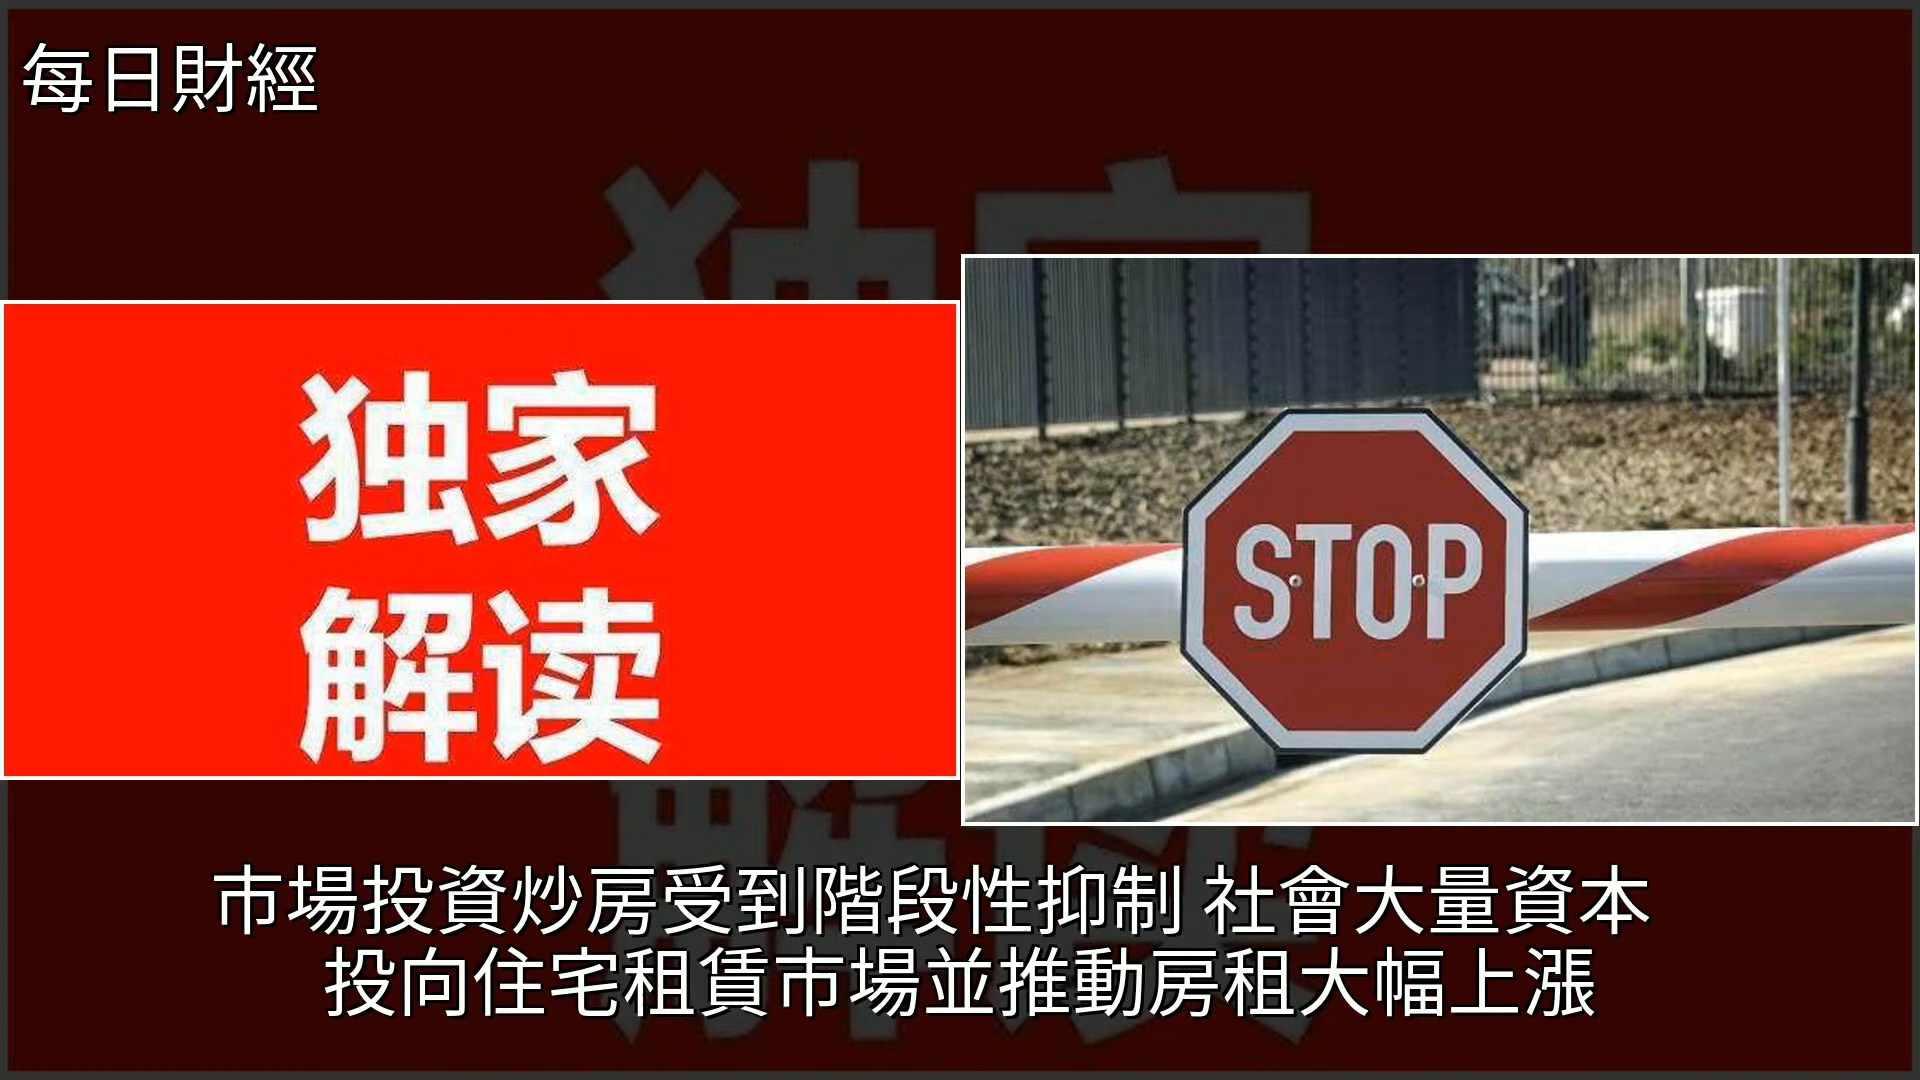 每日財經
独家
解读
STOP
市場投資炒房受到階段性抑制 社會大量資本
投向住宅租賃市場並推動房租大幅上漲